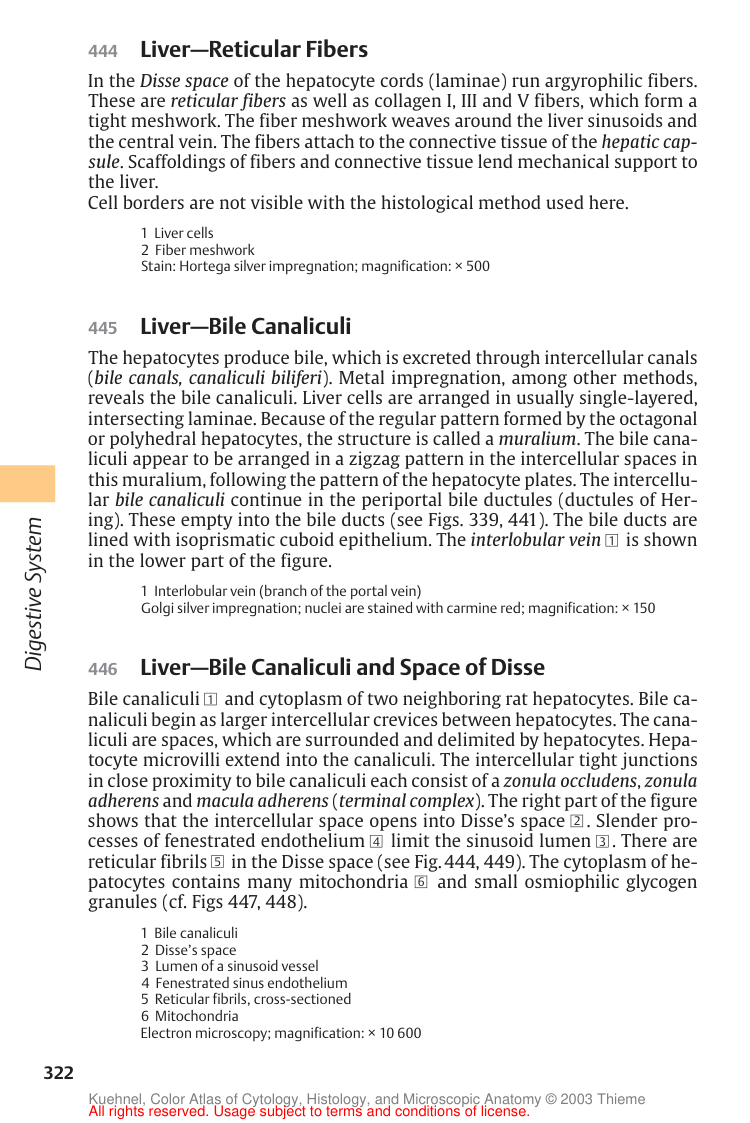 444 Liver—Reticular Fibers
In the Disse space of the hepatocyte cords (laminae) run argyrophilic fibers.
These are reticular fibers as well as collagen I, III and V fibers, which form a
tight meshwork. The fiber meshwork weaves around the liver sinusoids and
the central vein. The fibers attach to the connective tissue of the hepatic cap-
sule. Scaffoldings of fibers and connective tissue lend mechanical support to
the liver.
Cell borders are not visible with the histological method used here.
1 Liver cells
2 Fiber meshwork
Stain: Hortega silver impregnation; magnification: × 500
445 Liver—Bile Canaliculi
The hepatocytes produce bile, which is excreted through intercellular canals
(bile canals, canaliculi biliferi). Metal impregnation, among other methods,
reveals the bile canaliculi. Liver cells are arranged in usually single-layered,
intersecting laminae. Because of the regular pattern formed by the octagonal
or polyhedral hepatocytes, the structure is called a muralium. The bile cana-
liculi appear to be arranged in a zigzag pattern in the intercellular spaces in
this muralium, following the pattern of the hepatocyte plates. The intercellu-
lar bile canaliculi continue in the periportal bile ductules (ductules of Her-
ing). These empty into the bile ducts (see Figs. 339, 441). The bile ducts are
lined with isoprismatic cuboid epithelium. The interlobular vein 1 is shown
in the lower part of the figure.
1 Interlobular vein (branch of the portal vein)
Golgi silver impregnation; nuclei are stained with carmine red; magnification: × 150
Digestive System
446 Liver—Bile Canaliculi and Space of Disse
Bile canaliculi 1 and cytoplasm of two neighboring rat hepatocytes. Bile ca-
naliculi begin as larger intercellular crevices between hepatocytes. The cana-
liculi are spaces, which are surrounded and delimited by hepatocytes. Hepa-
tocyte microvilli extend into the canaliculi. The intercellular tight junctions
in close proximity to bile canaliculi each consist of a zonula occludens, zonula
adherens and macula adherens (terminal complex). The right part of the figure
shows that the intercellular space opens into Disse’s space 2. Slender pro-
cesses of fenestrated endothelium 4 limit the sinusoid lumen 3. There are
reticular fibrils 5 in the Disse space (see Fig. 444, 449). The cytoplasm of he-
patocytes contains many mitochondria 6 and small osmiophilic glycogen
granules (cf. Figs 447, 448).
1 Bile canaliculi
2 Disse’s space
3 Lumen of a sinusoid vessel
4 Fenestrated sinus endothelium
5 Reticular fibrils, cross-sectioned
6 Mitochondria
Electron microscopy; magnification: × 10 600
322
Kuehnel, Color Atlas of Cytology, Histology, and Microscopic Anatomy © 2003 Thieme
All rights reserved. Usage subject to terms and conditions of license.